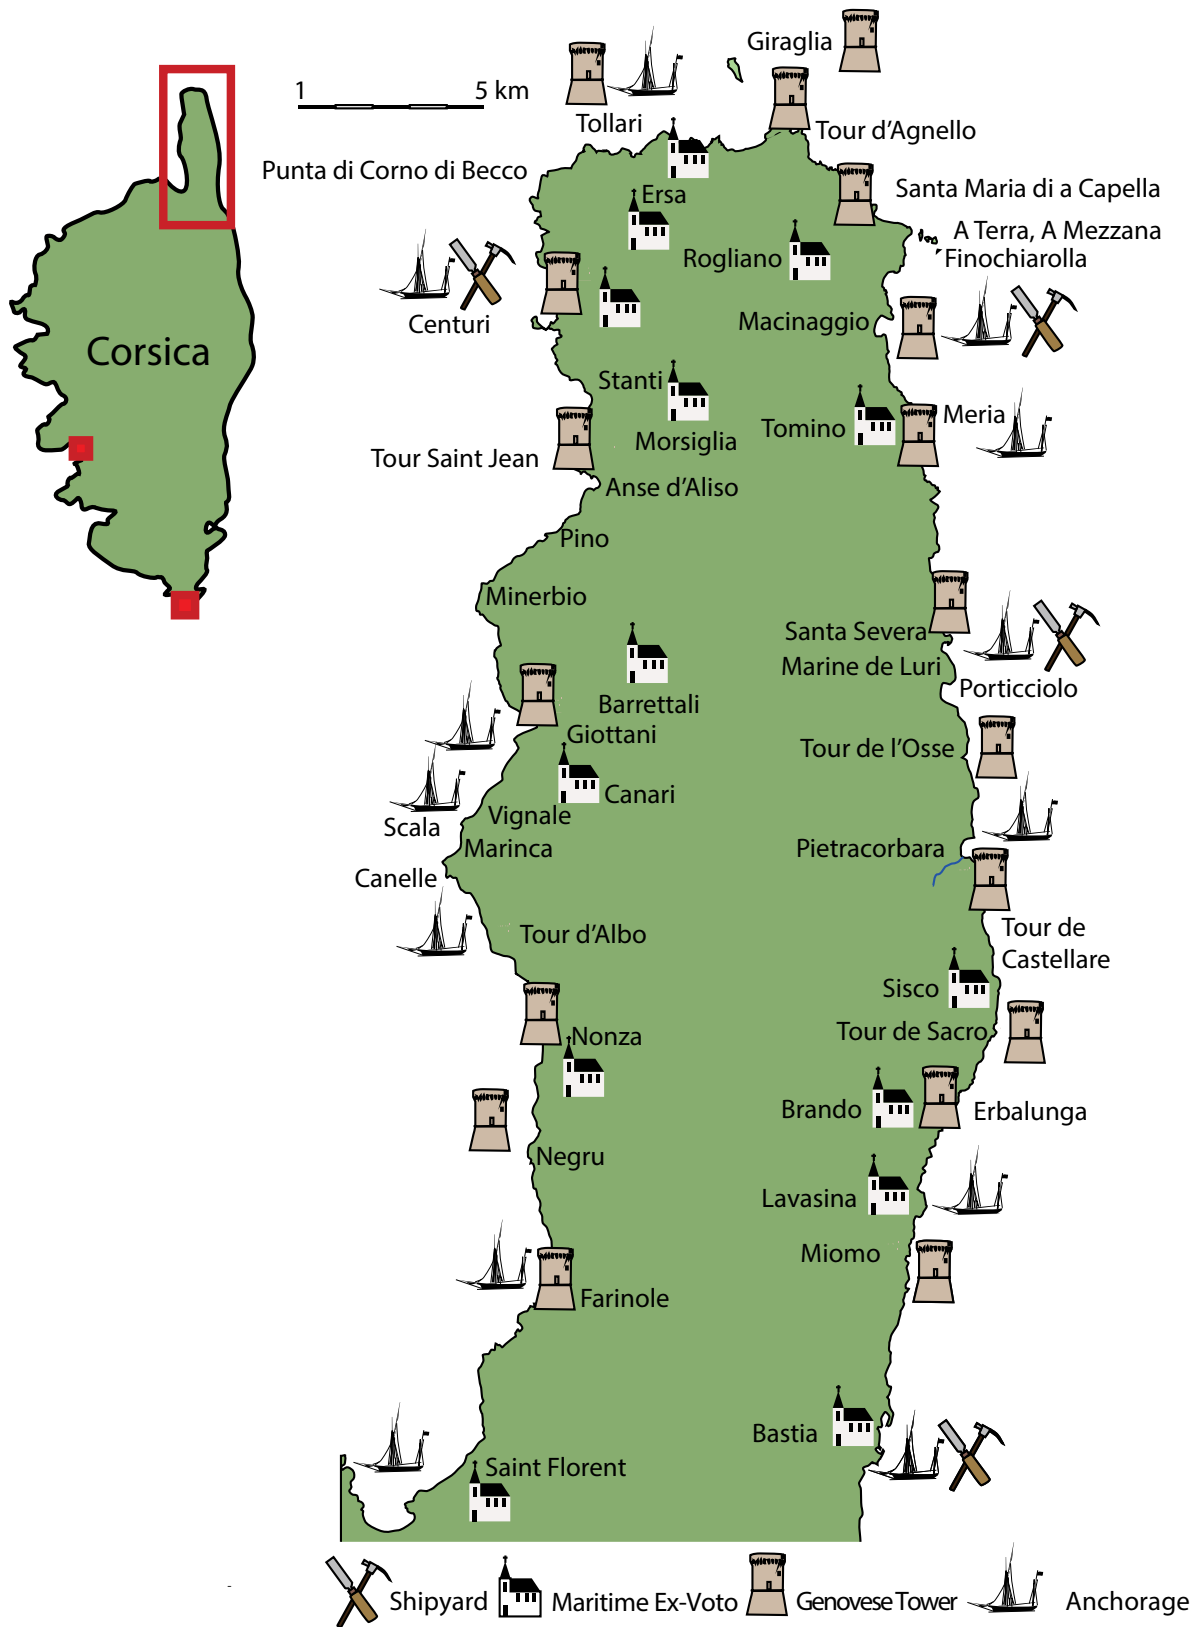 Giraglia
1 5 km
Tollari
Tour d'Agnello
Punta di Corno di Becco
Ersa
Santa Maria di a Capella
A Terra, A Mezzana
Finochiarolla
Rogliano
Centuri
Macinaggio
Stanti
Corsica
Meria
Tomino
Morsiglia
Tour Saint Jean
Anse d'Aliso
Pino
Minerbio
Santa Severa
Marine de Luri
Porticciolo
Barrettali
Giottani
Tour de l'Osse
Canari
Vignale
Scala
Marinca
Pietracorbara
Canelle
Tour d'Albo
Tour de
Castellare
Sisco
Tour de Sacro
Nonza
Brando
Erbalunga
Negru
Lavasina
Miomo
Farinole
Bastia
Saint Florent
Shipyard
Maritime Ex-Voto
Genovese Tower
Anchorage